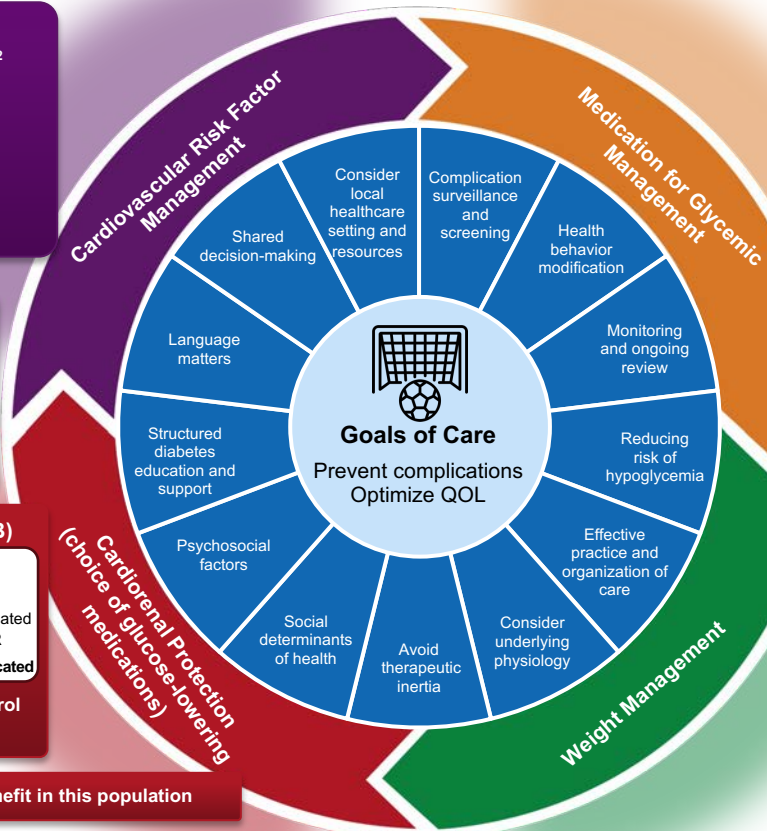 2
Cardiovascular Risk Factor
Management
Medication for Glycemic
Management
Consider
local
healthcare
setting and
resources
Complication
surveillance
and
screening
Health
behavior
modification
Monitoring
and ongoing
review
Reducing
risk of
hypoglycemia
Effective
practice and
organization of
care
Consider
underlying
physiology
Avoid
therapeutic
inertia
Social
determinants
of health
Psychosocial
factors
Structured
diabetes
education and
support
Language
matters
Shared
decision-making
Goals of Care
Prevent complications
Optimize QOL
Weight Management
Cardiorenal Protection
(choice of glucose-lowering
medications)
in this population